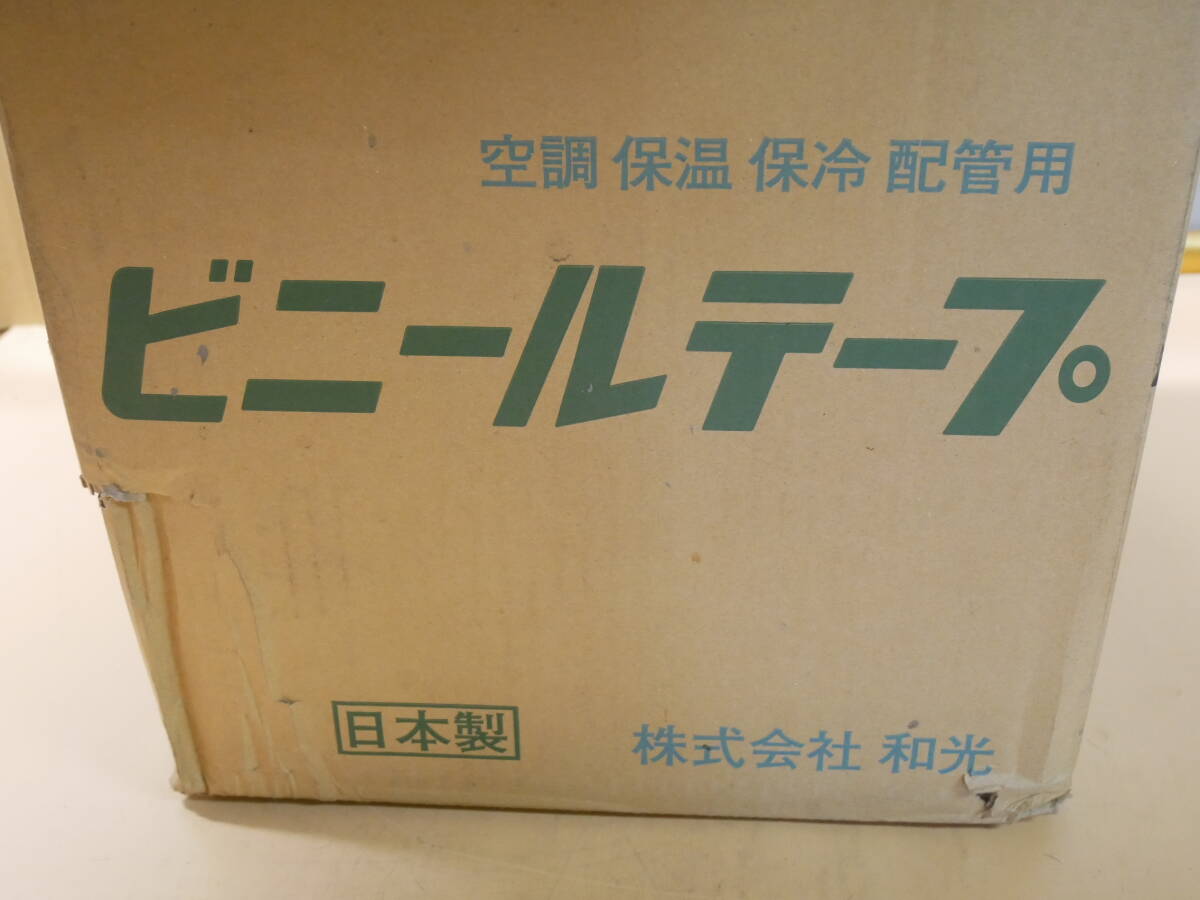 空調 保温 保冷 配管用
ビニールテープ
日本製
株式会社 和光